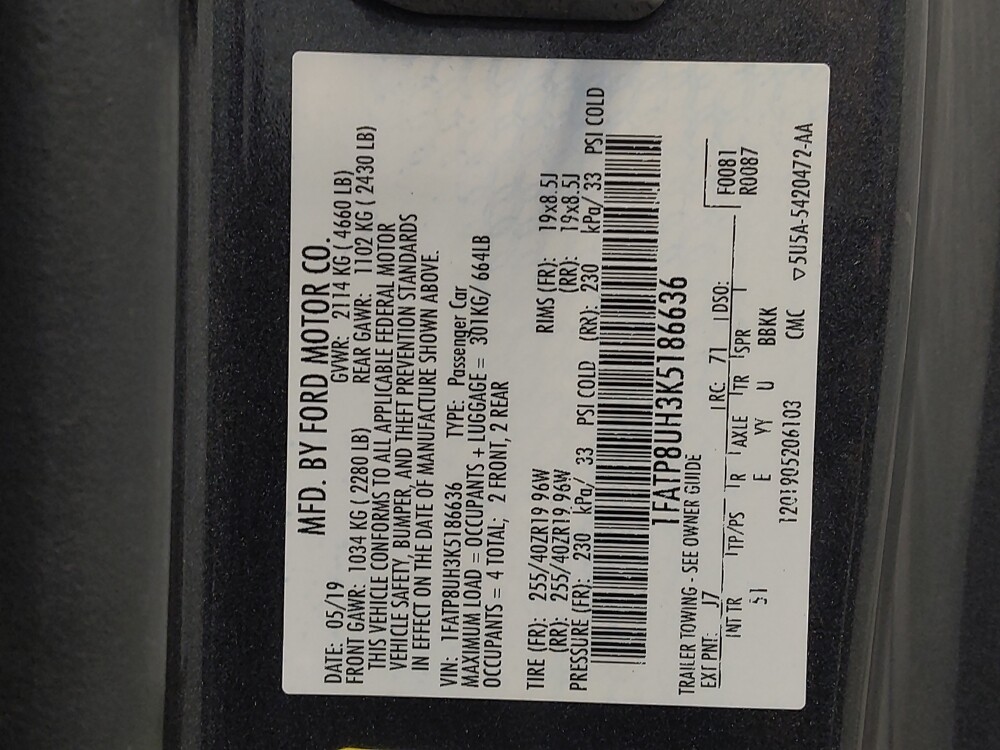 MFD. BY FORD MOTOR CO.
DATE: 05/19 GVWR: 2114 KG ( 4660 LB)
FRONT GAWR: 1034 KG ( 2280 LB) REAR GAWR: 1102 KG ( 2430 LB)
THIS VEHICLE CONFORMS TO ALL APPLICABLE FEDERAL MOTOR
VEHICLE SAFETY, BUMPER, AND THEFT PREVENTION STANDARDS
IN EFFECT ON THE DATE OF MANUFACTURE SHOWN ABOVE.
VIN: 1FATP8UH3K5186636 TYPE: Passenger Car
MAXIMUM LOAD = OCCUPANTS + LUGGAGE = 301KG/ 664LB
OCCUPANTS = 4 TOTAL; 2 FRONT, 2 REAR
TIRE (FR): 255/40ZR19 96W RIMS (FR): 19x8.5J
(RR): 255/40ZR19 96W (RR): 19x8.5J
PRESSURE (FR): 230 kPa/ 33 PSI COLD (RR): 230 kPa/ 33 PSI COLD
1FATP8UH3K5186636
TRAILER TOWING - SEE OWNER GUIDE
EXT PNT: J7 RC: 71 DSO: F0081
INT TR TP/PS R AXLE TR SPR R0087
51 E YY U BBKK
1201905206103 CMC ▽5U5A-5420472-AA